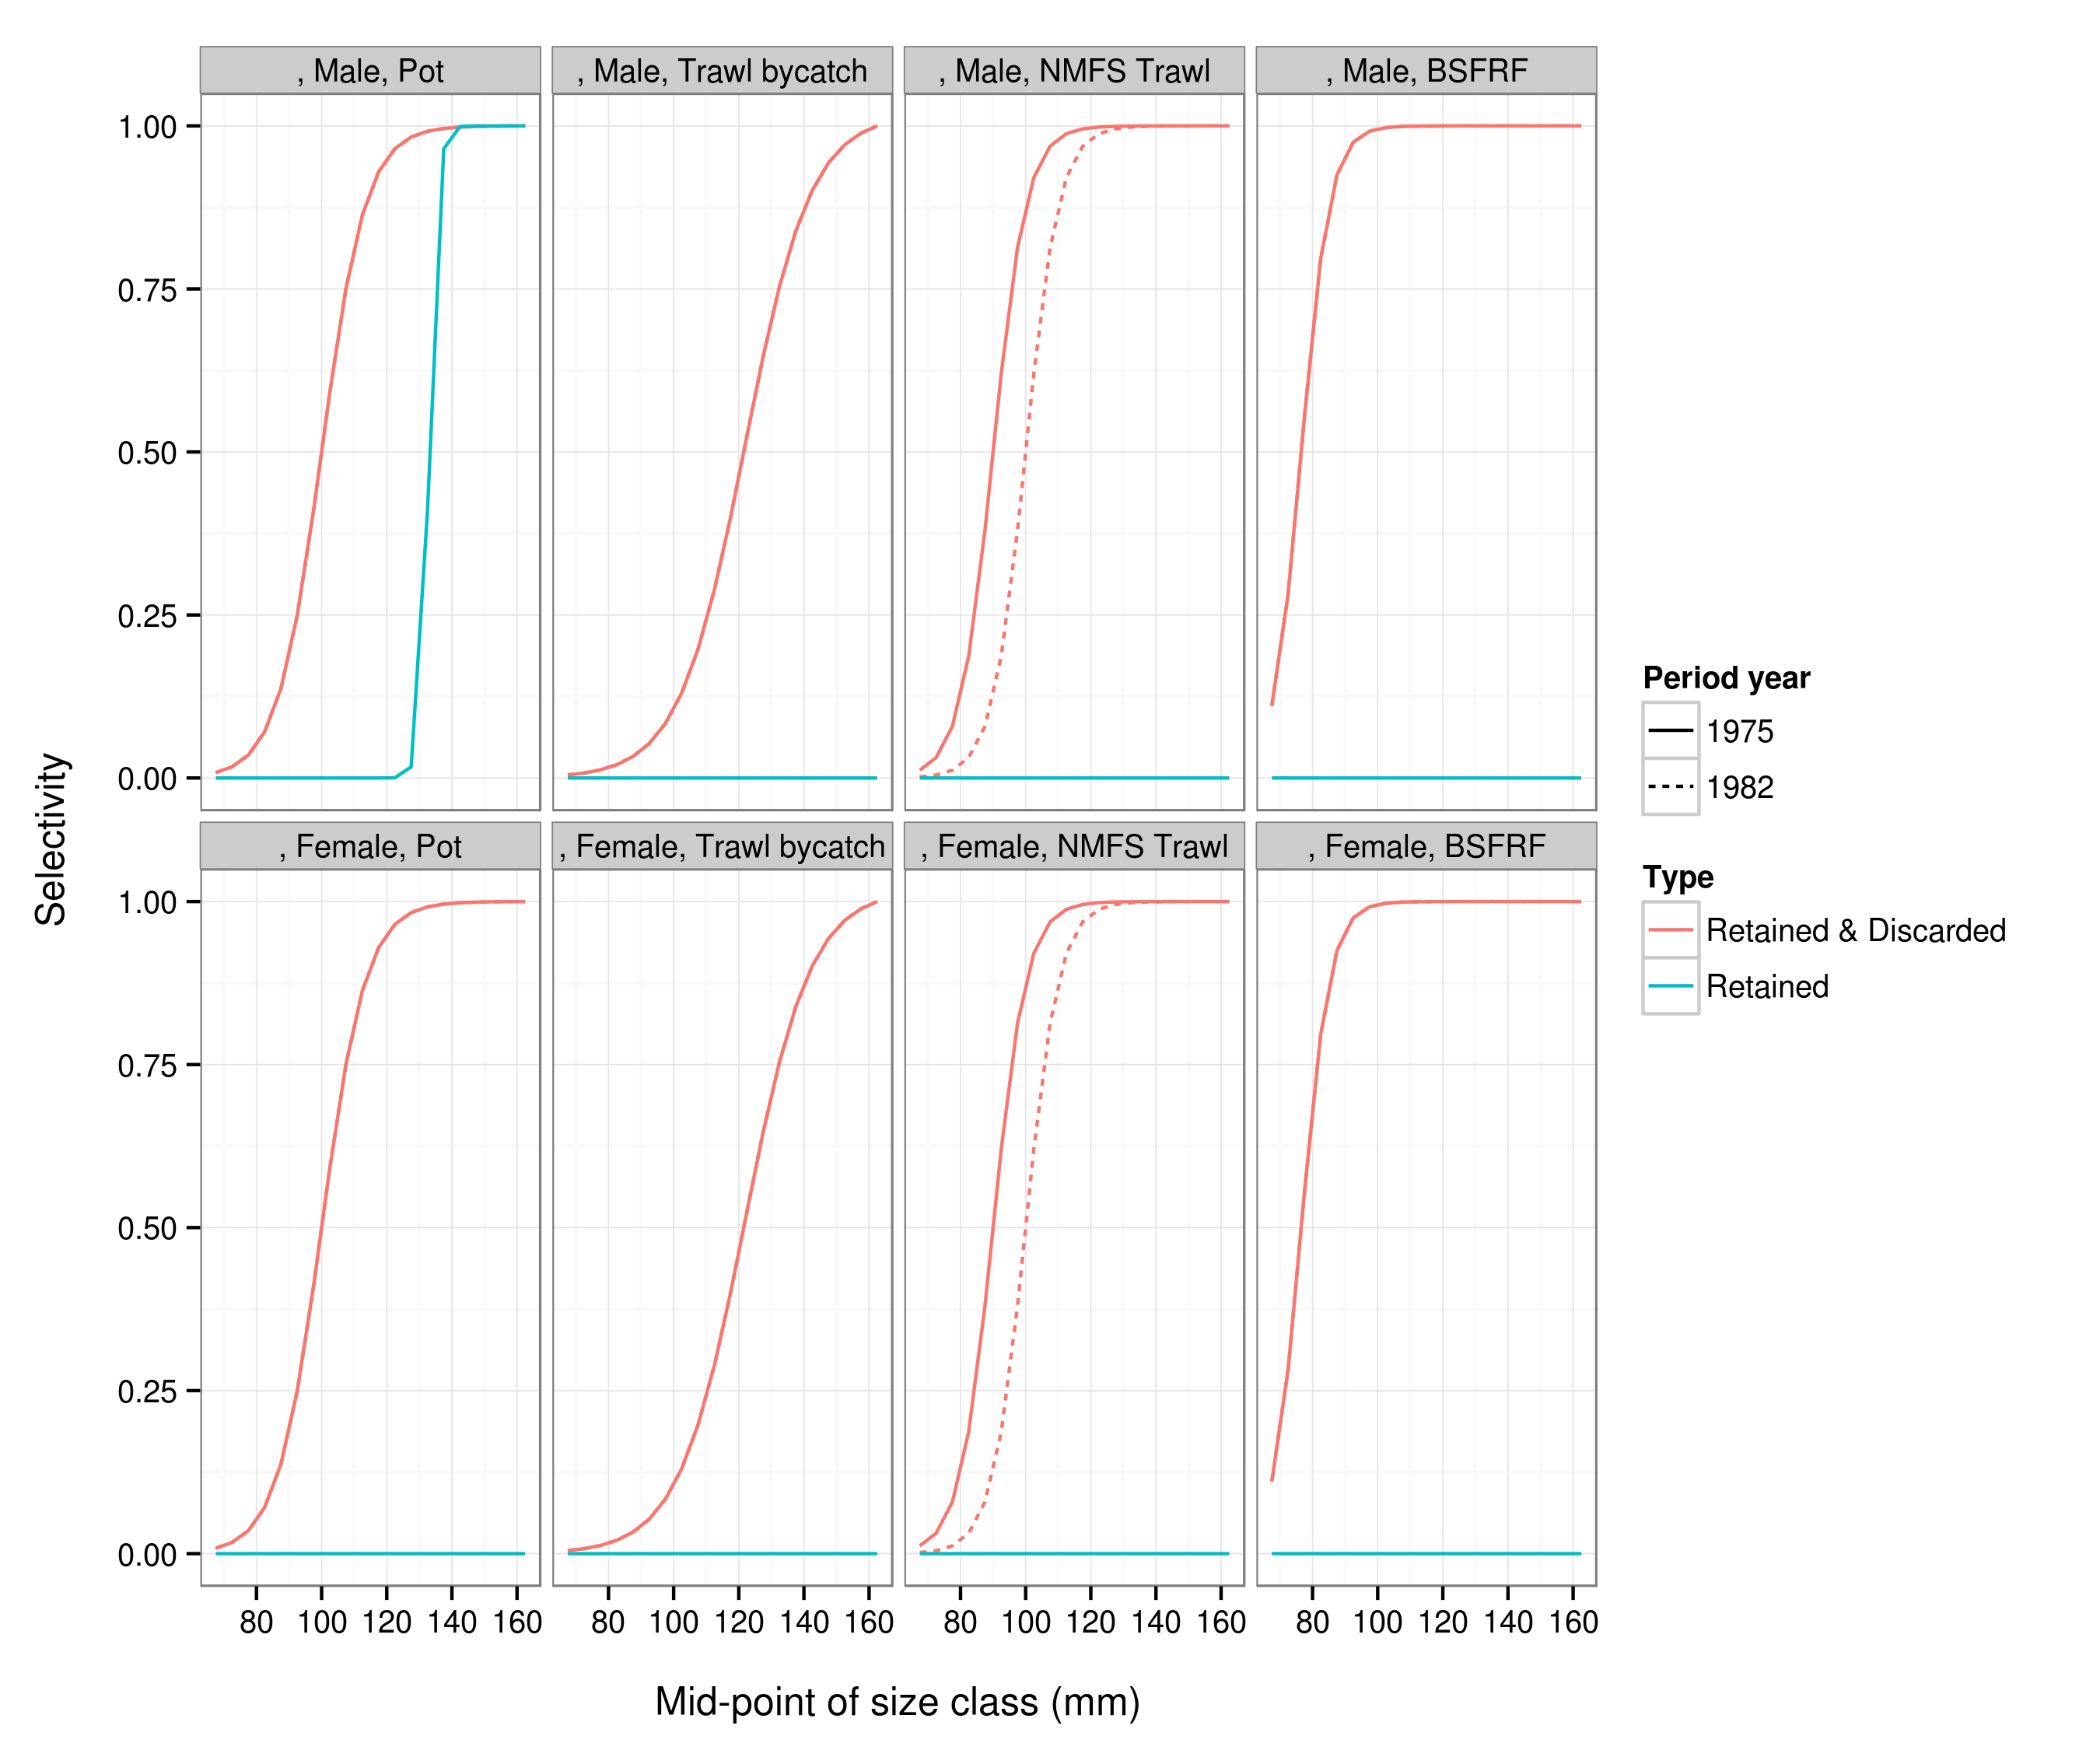 , Male, Pot
, Male, Trawl bycatch
, Male, NMFS Trawl
, Male, BSFRF
1.00
0.75
0.50
0.25
0.00
, Female, Pot
, Female, Trawl bycatch
, Female, NMFS Trawl
, Female, BSFRF
1.00
0.75
0.50
0.25
0.00
80 100 120 140 160
80 100 120 140 160
80 100 120 140 160
80 100 120 140 160
Mid-point of size class (mm)
Selectivity
Period year
1975
1982
Type
Retained & Discarded
Retained